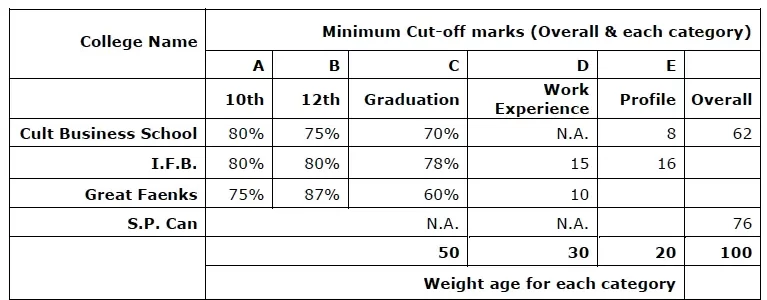 College Name Minimum Cut-off marks (Overall & each category)
A B C D E
10th 12th Graduation Work Experience Profile Overall
Cult Business School 80% 75% 70% N.A. 8 62
I.F.B. 80% 80% 78% 15 16
Great Faenks 75% 87% 60% 10
S.P. Can N.A. N.A. 76
50 30 20 100
Weight age for each category